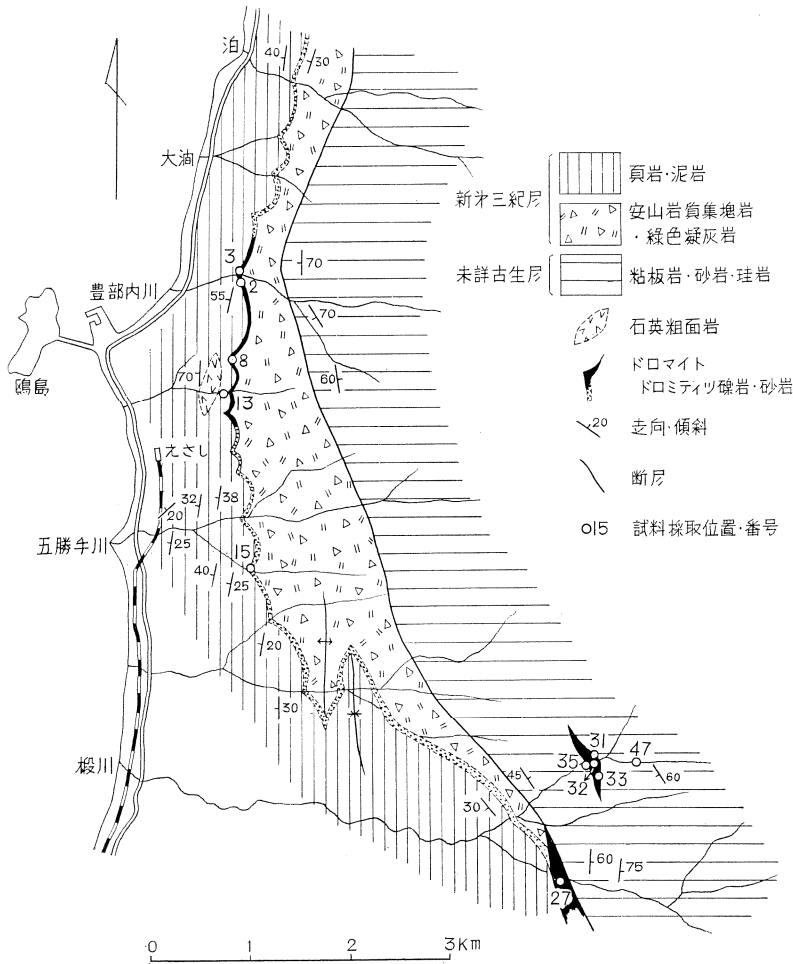 泊
40
30
大澗
3
2
70
豊部内川
55
70
鴎島
8
70
60
13
えさし
32
38
20
五勝手川
25
15
40
25
20
30
椴川
31
47
35
33
60
32
45
30
60
75
27
0 1 2 3Km
新第三紀層
頁岩・泥岩
安山岩質集塊岩
・緑色凝灰岩
未詳古生層
粘板岩・砂岩・珪岩
石英粗面岩
ドロマイト
ドロミティツ礫岩・砂岩
20
走向・傾斜
断層
15
試料採取位置・番号